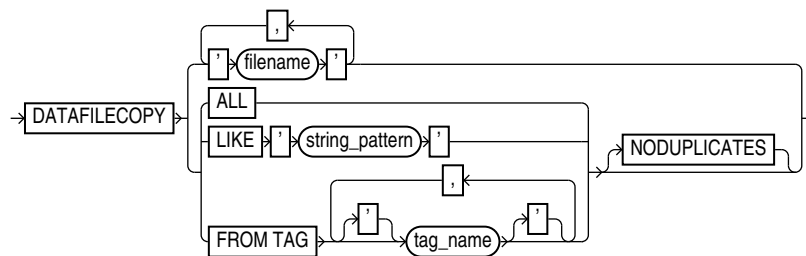 ,
' filename '
DATAFILECOPY
ALL
LIKE ' string_pattern '
NODUPLICATES
,
FROM TAG ' tag_name '